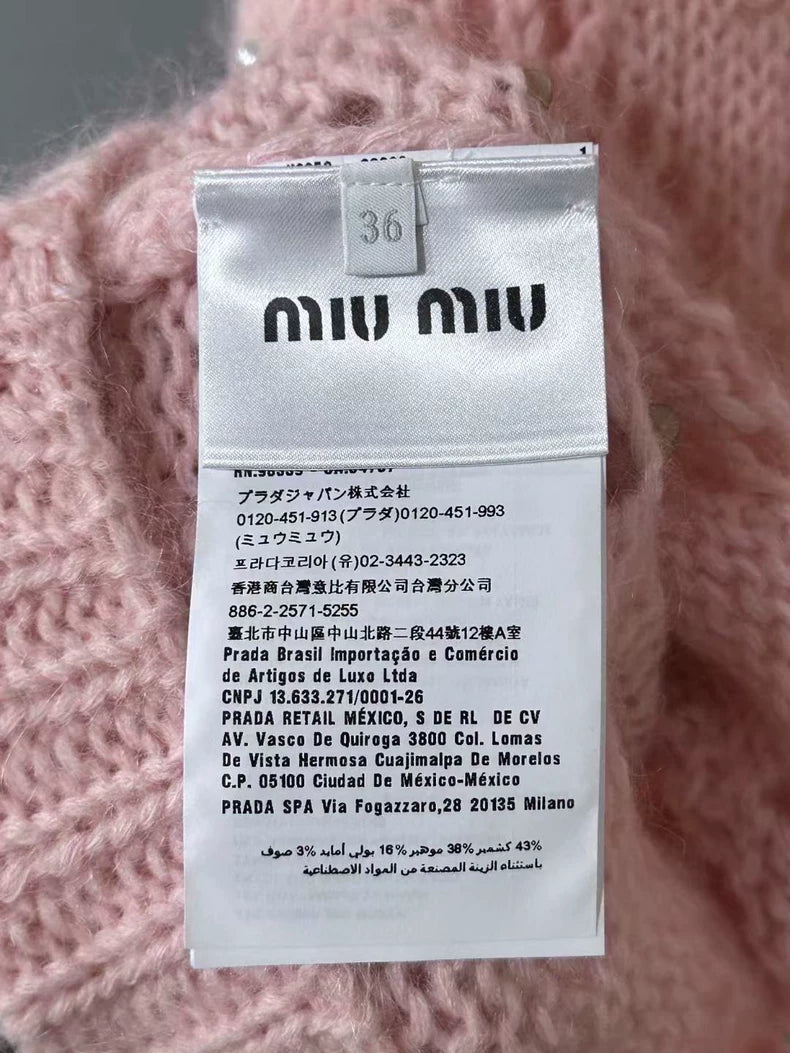 1
36
miu miu
プラダジャパン株式会社
0120-451-913(プラダ)0120-451-993
(ミュウミュウ)
프라다코리아(유)02-3443-2323
香港商台灣意比有限公司台灣分公司
886-2-2571-5255
臺北市中山區中山北路二段44號12樓A室
Prada Brasil Importação e Comércio
de Artigos de Luxo Ltda
CNPJ 13.633.271/0001-26
PRADA RETAIL MÉXICO, S DE RL DE CV
AV. Vasco De Quiroga 3800 Col. Lomas
De Vista Hermosa Cuajimalpa De Morelos
C.P. 05100 Ciudad De México-México
PRADA SPA Via Fogazzaro,28 20135 Milano
43% كشمير 38% موهير 16% بولي أمايد 3% صوف
باستثناء الزينة المصنعة من المواد الاصطناعية